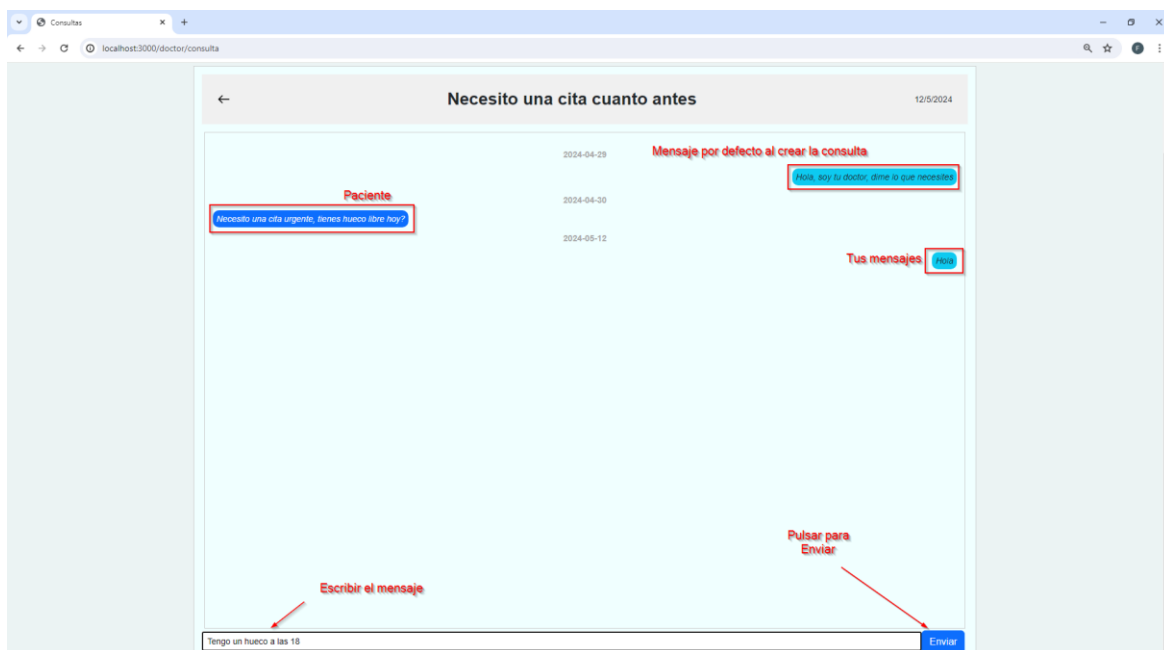 Consultas
localhost:3000/doctor/consulta
Necesito una cita cuanto antes
12/5/2024
2024-04-29
Mensaje por defecto al crear la consulta
Hola, soy tu doctor, dime lo que necesites
Paciente
2024-04-30
Necesito una cita urgente, tienes hueco libre hoy?
2024-05-12
Tus mensajes
Hola
Pulsar para
Enviar
Escribir el mensaje
Tengo un hueco a las 18
Enviar